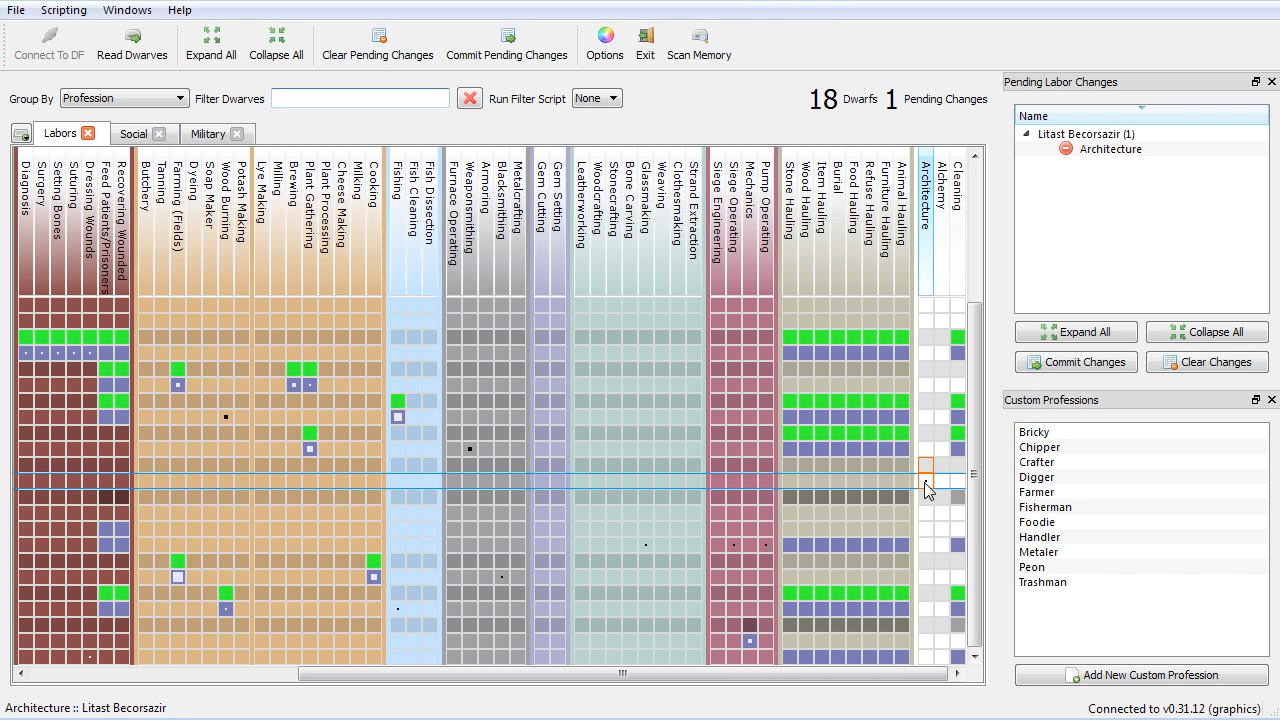 File Scripting Windows Help
Connect To DF Read Dwarves Expand All Collapse All Clear Pending Changes Commit Pending Changes Options Exit Scan Memory
Group By Profession Filter Dwarves Run Filter Script None 18 Dwarfs 1 Pending Changes
Labors Social Military
Diagnosis
Surgery
Setting Bones
Suturing
Dressing Wounds
Feed Patients/Prisoners
Recovering Wounded
Butchery
Tanning
Farming (Fields)
Dyeing
Soap Maker
Wood Burning
Potash Making
Lye Making
Milling
Brewing
Plant Gathering
Plant Processing
Cheese Making
Milking
Cooking
Fishing
Fish Cleaning
Fish Dissection
Furnace Operating
Weaponsmithing
Armoring
Blacksmithing
Metalcrafting
Gem Cutting
Gem Setting
Leatherworking
Woodcrafting
Stonecrafting
Bone Carving
Glassmaking
Weaving
Clothesmaking
Strand Extraction
Siege Engineering
Siege Operating
Mechanics
Pump Operating
Stone Hauling
Wood Hauling
Item Hauling
Burial
Food Hauling
Refuse Hauling
Furniture Hauling
Animal Hauling
Architecture
Alchemy
Cleaning
Pending Labor Changes
Name
Litast Becorsazir (1)
Architecture
Expand All Collapse All
Commit Changes Clear Changes
Custom Professions
Bricky
Chipper
Crafter
Digger
Farmer
Fisherman
Foodie
Handler
Metaler
Peon
Trashman
Add New Custom Profession
Architecture :: Litast Becorsazir
Connected to v0.31.12 (graphics)